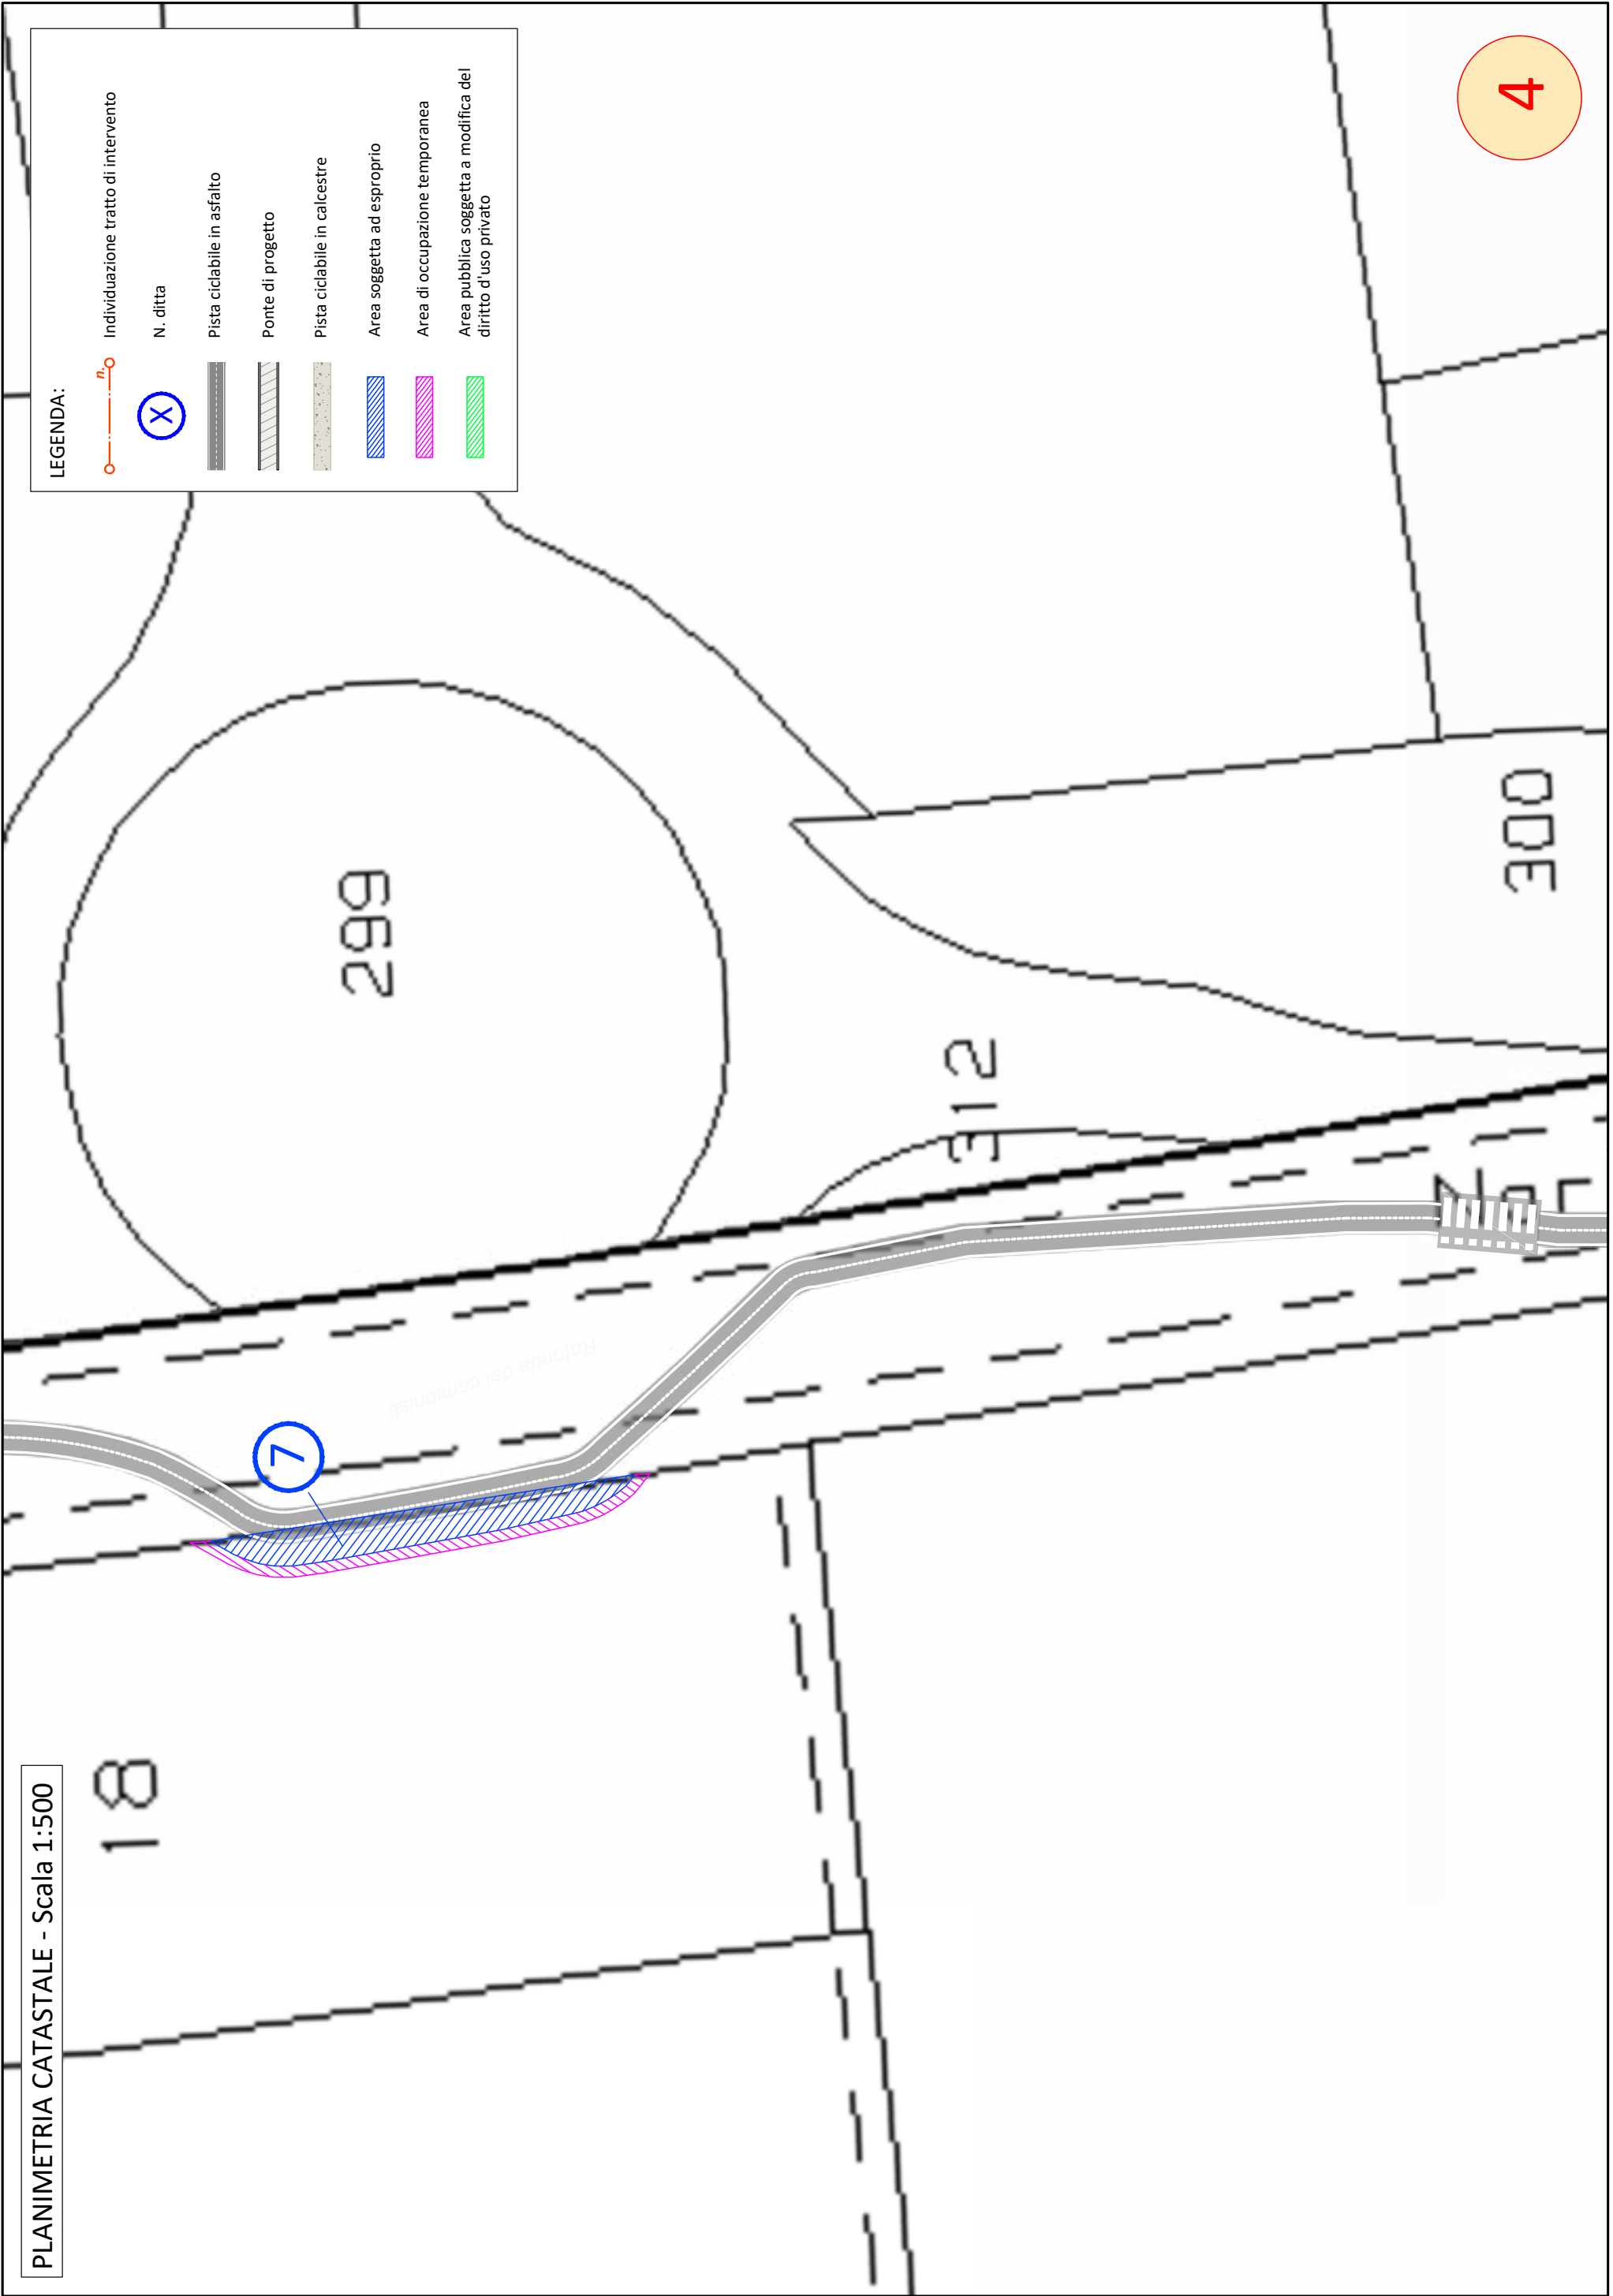 PLANIMETRIA CATASTALE - Scala 1:500
LEGENDA:
n.
Individuazione tratto di intervento
X
N. ditta
Pista ciclabile in asfalto
Ponte di progetto
Pista ciclabile in calcestre
Area soggetta ad esproprio
Area di occupazione temporanea
Area pubblica soggetta a modifica del
diritto d'uso privato
18
299
7
Rotonda dei camionisti
312
300
4